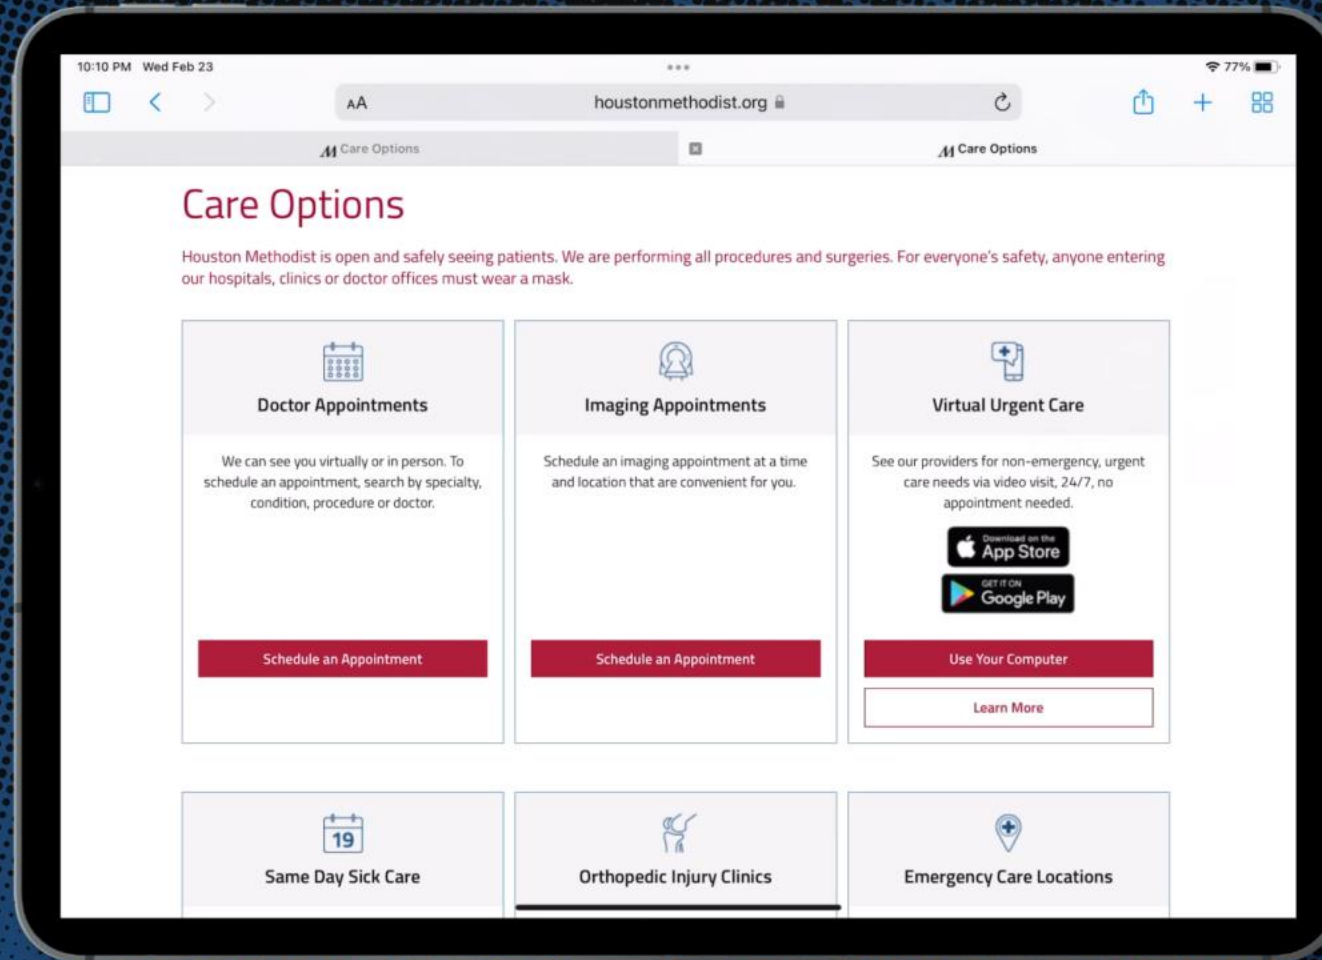 10:10 PM Wed Feb 23
77%
AA
houstonmethodist.org
M Care Options
M Care Options
Care Options
Houston Methodist is open and safely seeing patients. We are performing all procedures and surgeries. For everyone's safety, anyone entering
our hospitals, clinics or doctor offices must wear a mask.
Doctor Appointments
We can see you virtually or in person. To
schedule an appointment, search by specialty,
condition, procedure or doctor.
Schedule an Appointment
Imaging Appointments
Schedule an imaging appointment at a time
and location that are convenient for you.
Schedule an Appointment
Virtual Urgent Care
See our providers for non-emergency, urgent
care needs via video visit, 24/7, no
appointment needed.
Download on the
App Store
GET IT ON
Google Play
Use Your Computer
Learn More
19
Same Day Sick Care
Orthopedic Injury Clinics
Emergency Care Locations